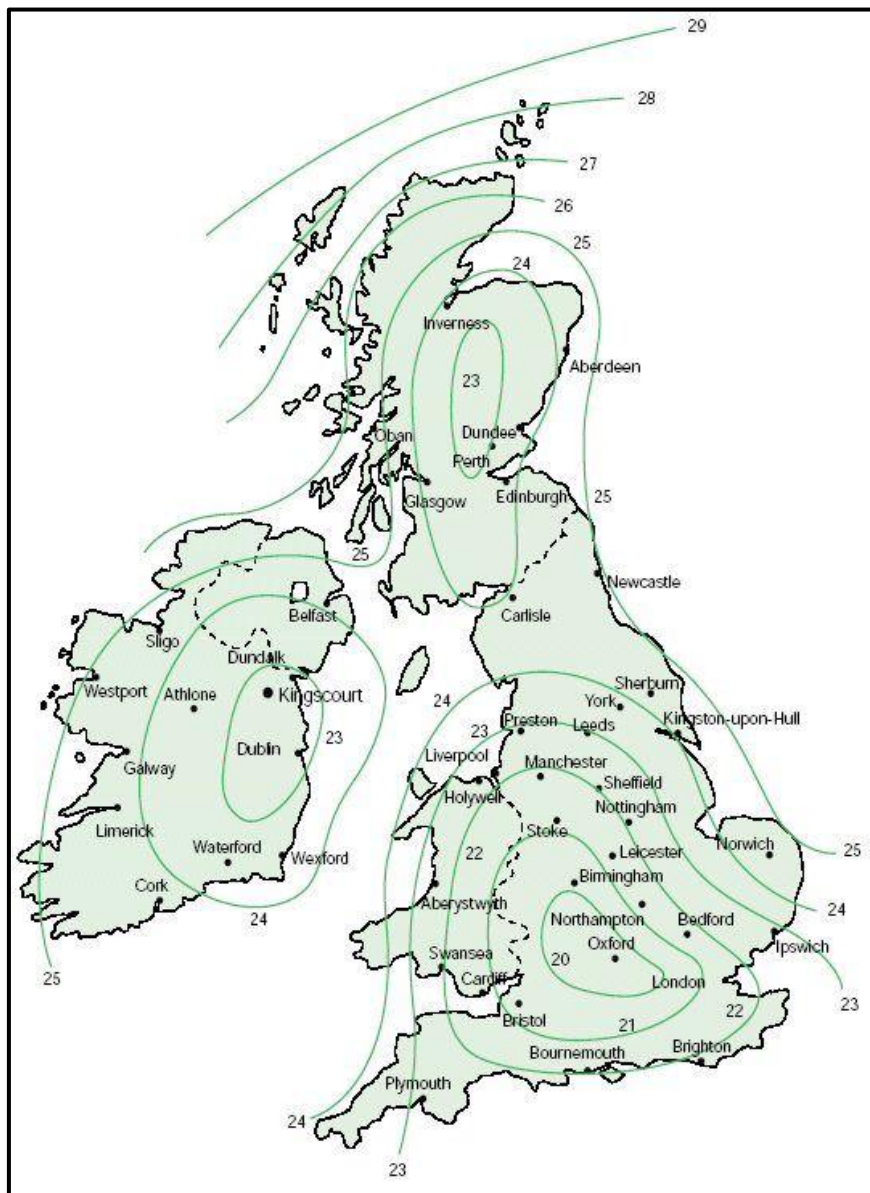 29
28
27
26
25
24
Inverness
Aberdeen
23
Oban
Dundee
Perth
Glasgow
Edinburgh
25
25
Newcastle
Carlisle
Belfast
Sligo
Dundalk
Westport
Athlone
Kingscourt
Sherburn
24
York
Kingston-upon-Hull
23
Preston
Leeds
23
Dublin
Galway
Liverpool
Manchester
Holywell
Sheffield
Nottingham
Limerick
Stoke
Waterford
Wexford
22
Leicester
Norwich
25
Birmingham
Cork
Aberystwyth
24
Northampton
Bedford
24
Ipswich
Oxford
Swansea
20
25
Cardiff
London
23
22
Bristol
21
Bournemouth
Brighton
Plymouth
24
23